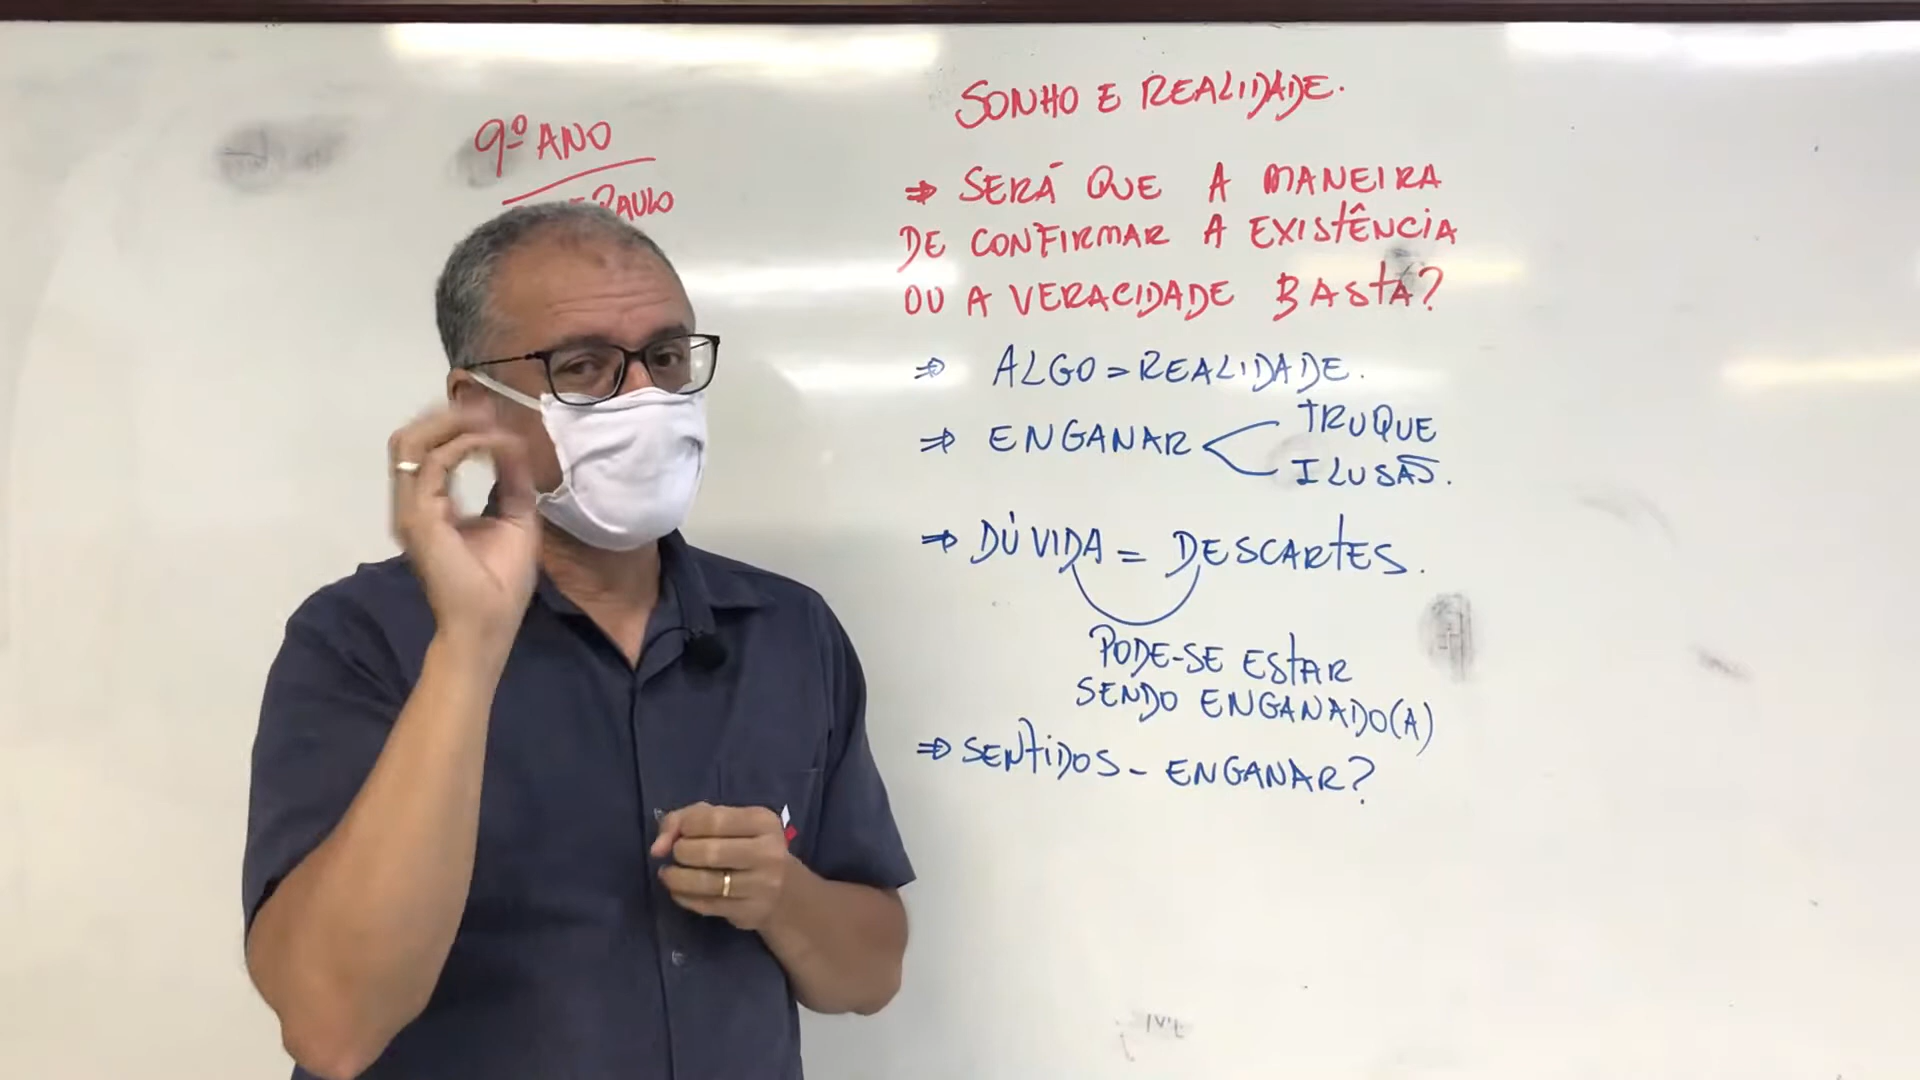 9º ANO
PAULO
SONHO E REALIDADE.
⇒ SERÁ QUE A MANEIRA
DE CONFIRMAR A EXISTÊNCIA
OU A VERACIDADE BASTA?
⇒ ALGO = REALIDADE.
⇒ ENGANAR < TRUQUE
ILUSÃO.
⇒ DÚVIDA = DESCARTES.
PODE-SE ESTAR
SENDO ENGANADO(A)
⇒ SENTIDOS - ENGANAR?